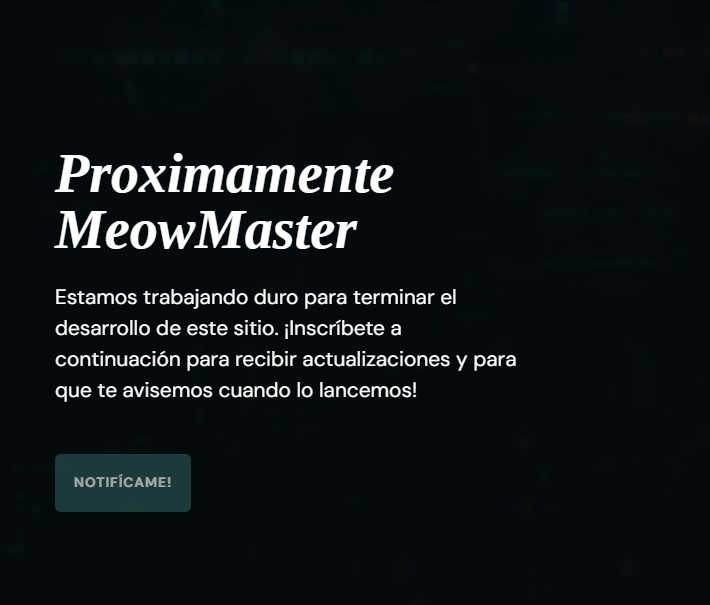 Proximamente
MeowMaster
Estamos trabajando duro para terminar el
desarrollo de este sitio. ¡Inscríbete a
continuación para recibir actualizaciones y para
que te avisemos cuando lo lancemos!
NOTIFÍCAME!